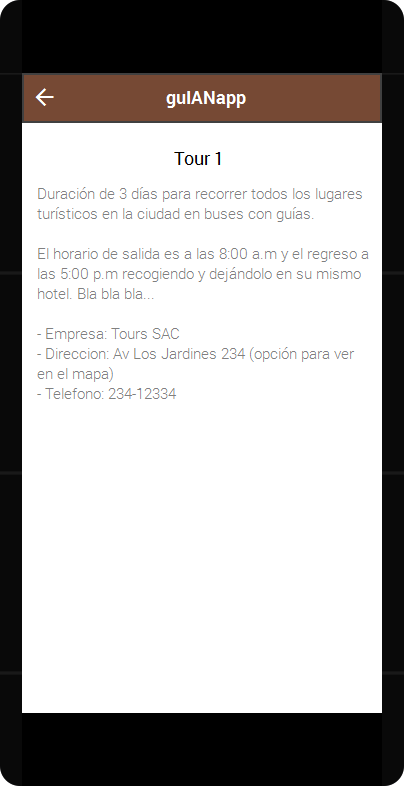 guIANapp
Tour 1
Duración de 3 días para recorrer todos los lugares
turísticos en la ciudad en buses con guías.
El horario de salida es a las 8:00 a.m y el regreso a
las 5:00 p.m recogiendo y dejándolo en su mismo
hotel. Bla bla bla...
- Empresa: Tours SAC
- Direccion: Av Los Jardines 234 (opción para ver
en el mapa)
- Telefono: 234-12334